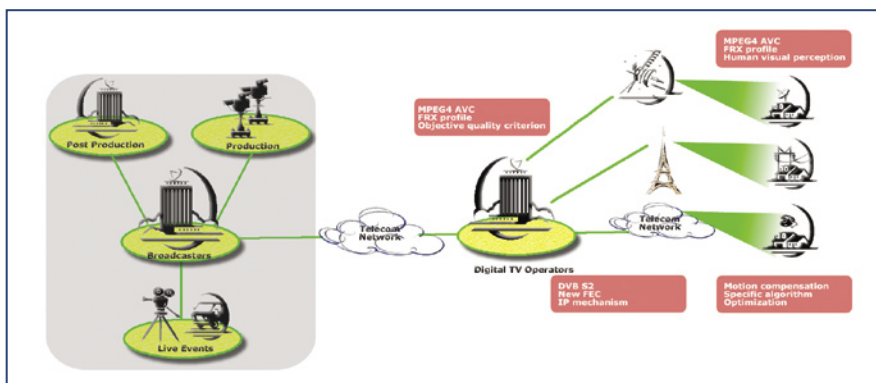 MPEG4 AVC
FRX profile
Human visual perception
MPEG4 AVC
FRX profile
Objective quality criterion
Post Production
Production
Telecom
Network
Telecom
Network
Broadcasters
Digital TV Operators
DVB S2
New FEC
IP mechanism
Motion compensation
Specific algorithm
Optimization
Live Events